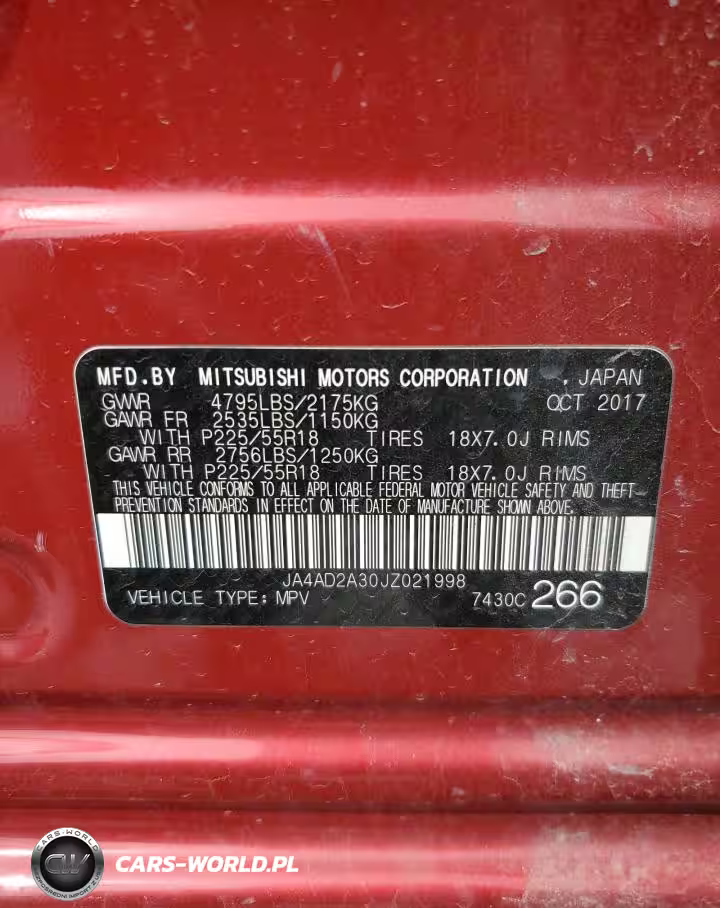 MFD.BY MITSUBISHI MOTORS CORPORATION , JAPAN
GVWR 4795LBS/2175KG OCT 2017
GAWR FR 2535LBS/1150KG
WITH P225/55R18 TIRES 18X7.0J RIMS
GAWR RR 2756LBS/1250KG
WITH P225/55R18 TIRES 18X7.0J RIMS
THIS VEHICLE CONFORMS TO ALL APPLICABLE FEDERAL MOTOR VEHICLE SAFETY AND THEFT
PREVENTION STANDARDS IN EFFECT ON THE DATE OF MANUFACTURE SHOWN ABOVE.
JA4AD2A30JZ021998
VEHICLE TYPE: MPV 7430C 266
CARS-WORLD.PL
CARS-WORLD
CW